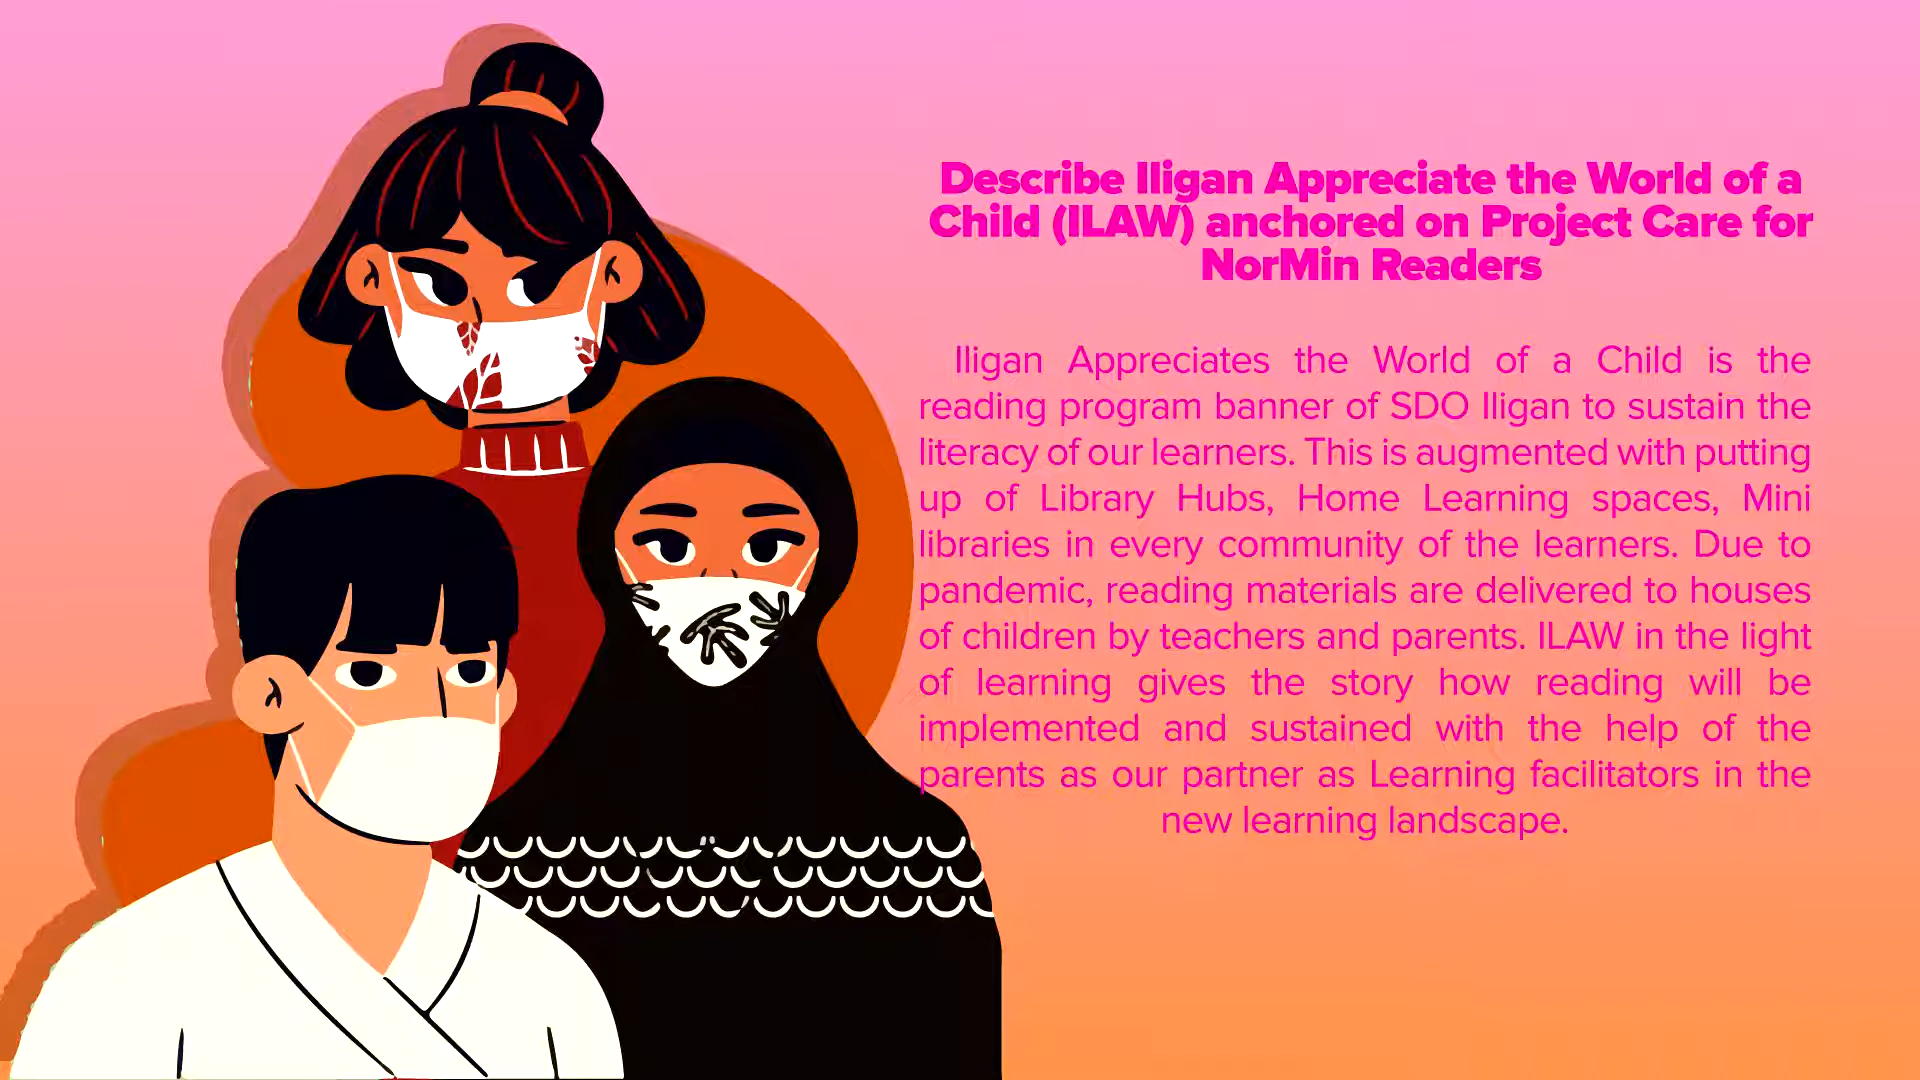 Describe Iligan Appreciate the World of a
Child (ILAW) anchored on Project Care for
NorMin Readers
Iligan Appreciates the World of a Child is the
reading program banner of SDO Iligan to sustain the
literacy of our learners. This is augmented with putting
up of Library Hubs, Home Learning spaces, Mini
libraries in every community of the learners. Due to
pandemic, reading materials are delivered to houses
of children by teachers and parents. ILAW in the light
of learning gives the story how reading will be
implemented and sustained with the help of the
parents as our partner as Learning facilitators in the
new learning landscape.